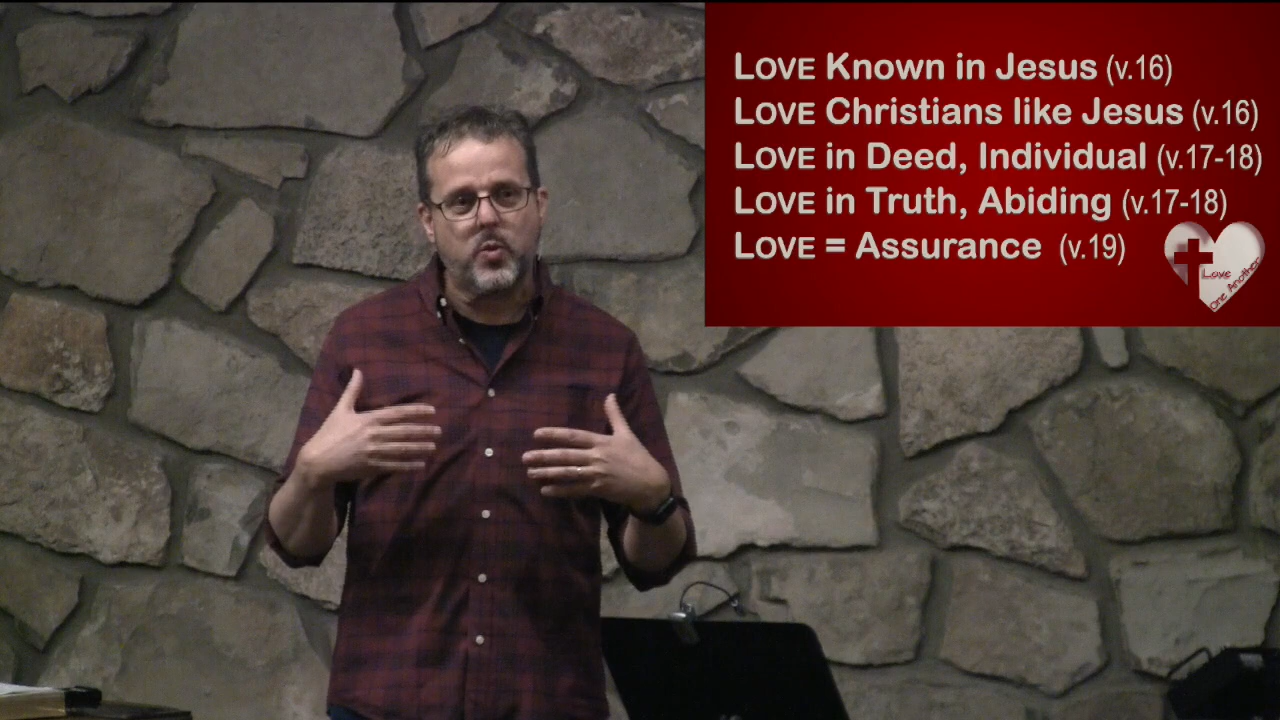 LOVE Known in Jesus (v.16)
LOVE Christians like Jesus (v.16)
LOVE in Deed, Individual (v.17-18)
LOVE in Truth, Abiding (v.17-18)
LOVE = Assurance (v.19)
Love
One Another